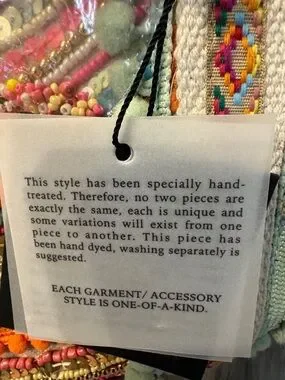 This style has been specially hand-
treated. Therefore, no two pieces are
exactly the same, each is unique and
some variations will exist from one
piece to another. This piece has
been hand dyed, washing separately is
suggested.
EACH GARMENT/ ACCESSORY
STYLE IS ONE-OF-A-KIND.